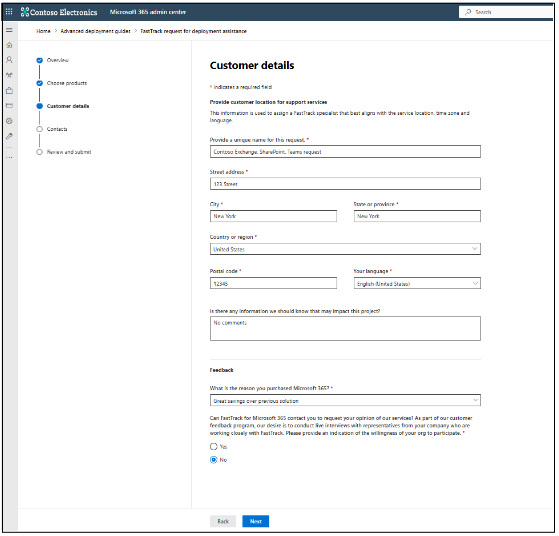 Contoso Electronics Microsoft 365 admin center Search
Home > Advanced deployment guides > FastTrack request for deployment assistance
Overview
Choose products
Customer details
Contacts
Review and submit
Customer details
* Indicates a required field
Provide customer location for support services
This information is used to assign a FastTrack specialist that best aligns with the service location, time zone and
language.
Provide a unique name for this request. *
Contoso Exchange, SharePoint, Teams request
Street address *
123 Street
City * State or province *
New York New York
Country or region *
United States
Postal code * Your language *
12345 English (United States)
Is there any information we should know that may impact this project?
No comments
Feedback
What is the reason you purchased Microsoft 365? *
Great savings over previous solution
Can FastTrack for Microsoft 365 contact you to request your opinion of our services? As part of our customer
feedback program, our desire is to conduct live interviews with representatives from your company who are
working closely with FastTrack. Please provide an indication of the willingness of your org to participate. *
Yes
No
Back Next